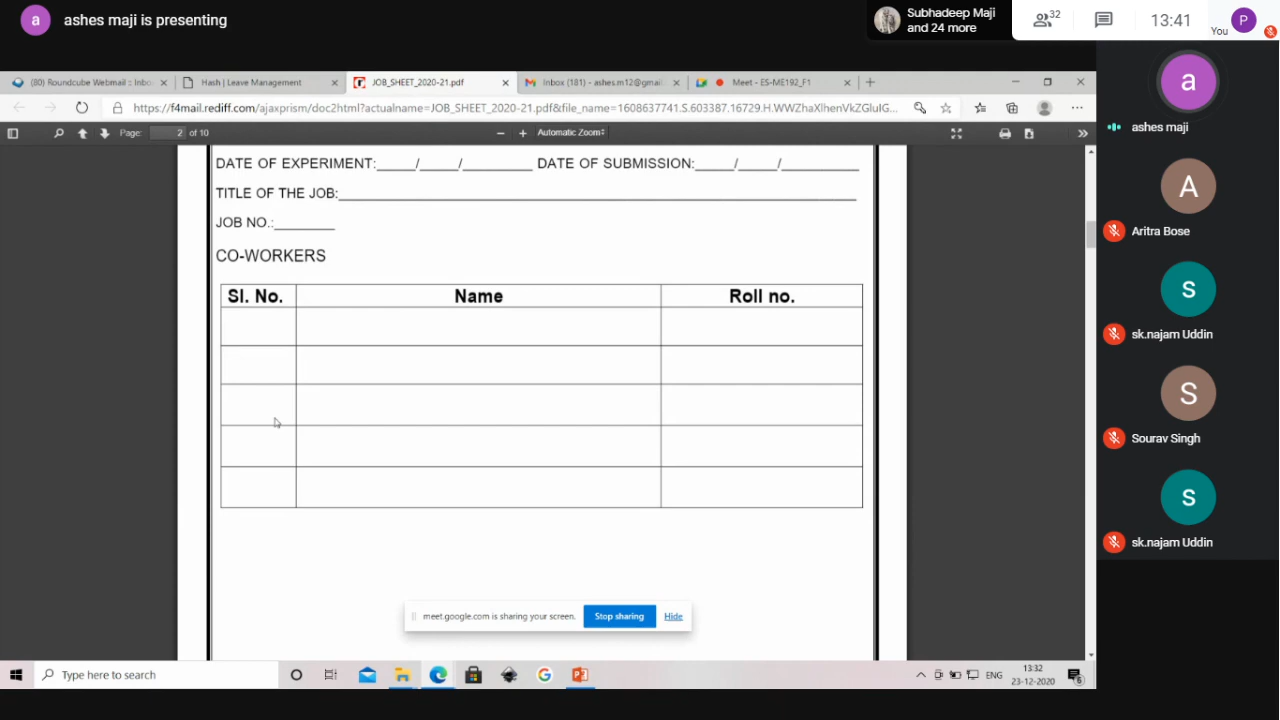 a ashes maji is presenting
Subhadeep Maji
and 24 more
32
13:41
You P
(80) Roundcube Webmail :: Inbo
Hash | Leave Management
JOB_SHEET_2020-21.pdf
Inbox (181) - ashes.m12@gmai
Meet - ES-ME192_F1
https://f4mail.rediff.com/ajaxprism/doc2html?actualname=JOB_SHEET_2020-21.pdf&file_name=1608637741.S.603387.16729.H.WWZhaXlhenVkZGluIG...
Page: 2 of 10
Automatic Zoom
DATE OF EXPERIMENT:____/____/________ DATE OF SUBMISSION:____/____/________
TITLE OF THE JOB:____________________
JOB NO.:_______
CO-WORKERS
Sl. No. Name Roll no.
meet.google.com is sharing your screen. Stop sharing Hide
Type here to search
ENG
13:32
23-12-2020
6
a
ashes maji
A
Aritra Bose
s
sk.najam Uddin
S
Sourav Singh
s
sk.najam Uddin